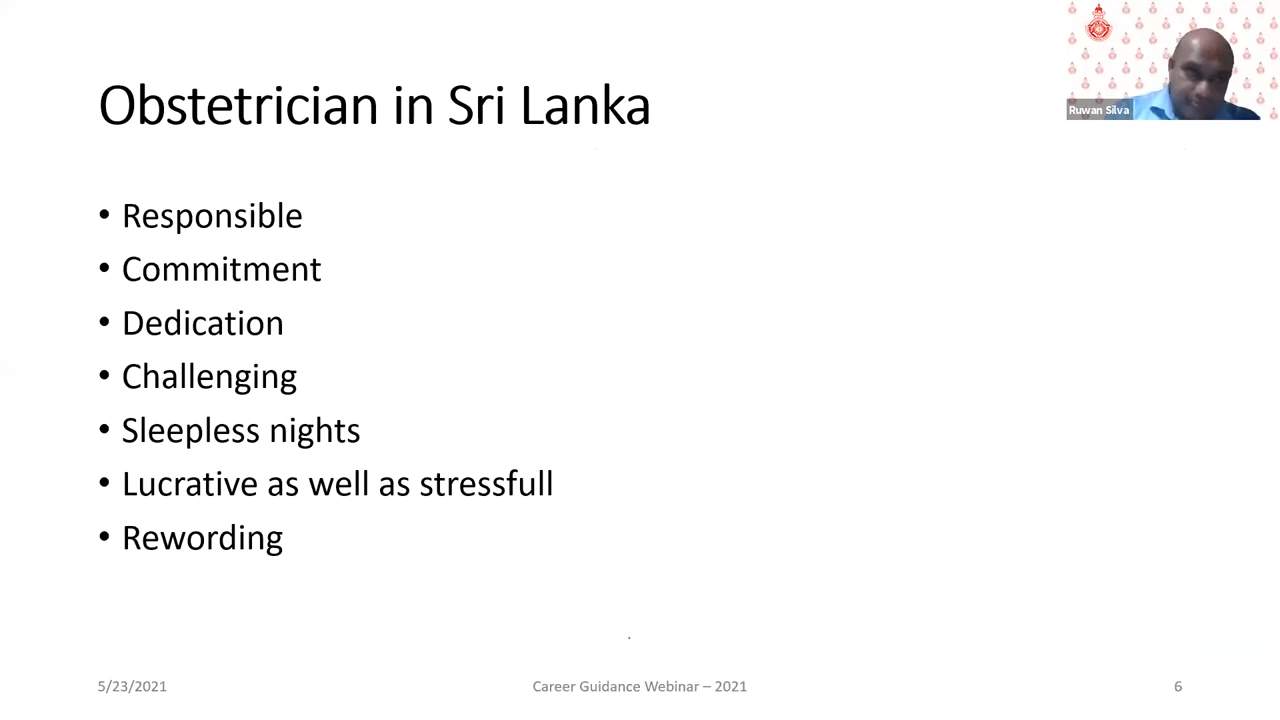 Obstetrician in Sri Lanka
Ruwan Silva
• Responsible
• Commitment
• Dedication
• Challenging
• Sleepless nights
• Lucrative as well as stressfull
• Rewording
5/23/2021
Career Guidance Webinar – 2021
6